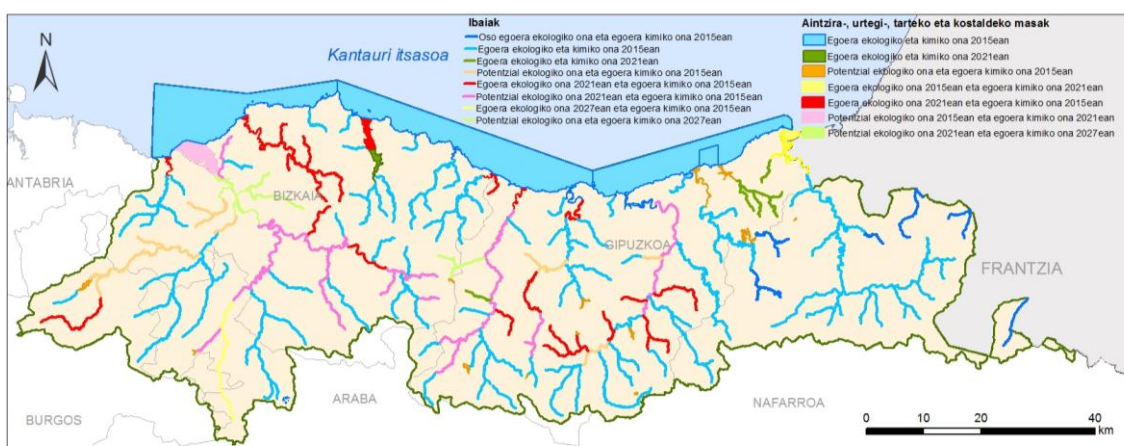 Ibaiak
Oso egoera ekologiko ona eta egoera kimiko ona 2015ean
Egoera ekologiko eta kimiko ona 2015ean
Egoera ekologiko eta kimiko ona 2021ean
Potentzial ekologiko ona eta egoera kimiko ona 2015ean
Egoera ekologiko ona 2021ean eta egoera kimiko ona 2015ean
Potentzial ekologiko ona 2021ean eta egoera kimiko ona 2015ean
Egoera ekologiko ona 2027ean eta egoera kimiko ona 2015ean
Potentzial ekologiko ona eta egoera kimiko ona 2027ean
Aintzira-, urtegi-, tarteko eta kostaldeko masak
Egoera ekologiko eta kimiko ona 2015ean
Egoera ekologiko eta kimiko ona 2021ean
Potentzial ekologiko ona eta egoera kimiko ona 2015ean
Egoera ekologiko ona 2015ean eta egoera kimiko ona 2021ean
Egoera ekologiko ona 2021ean eta egoera kimiko ona 2015ean
Potentzial ekologiko ona 2015ean eta egoera kimiko ona 2021ean
Potentzial ekologiko ona 2021ean eta egoera kimiko ona 2027ean
N
Kantauri itsasoa
ANTABRIA
BIZKAIA
GIPUZKOA
FRANTZIA
ARABA
NAFARROA
BURGOS
0 10 20 40
km